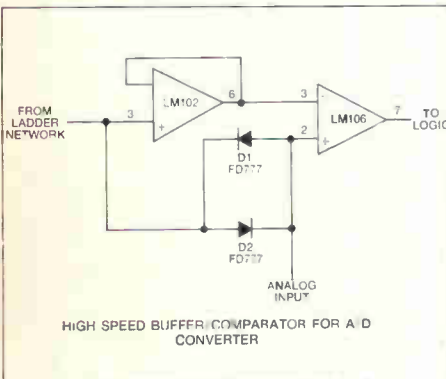 LM102
6
3
FROM
LADDER
NETWORK
3
+
-
LM106
7
TO
LOGIC
2
+
D1
FD777
D2
FD777
ANALOG
INPUT
HIGH SPEED BUFFER COMPARATOR FOR A D
CONVERTER